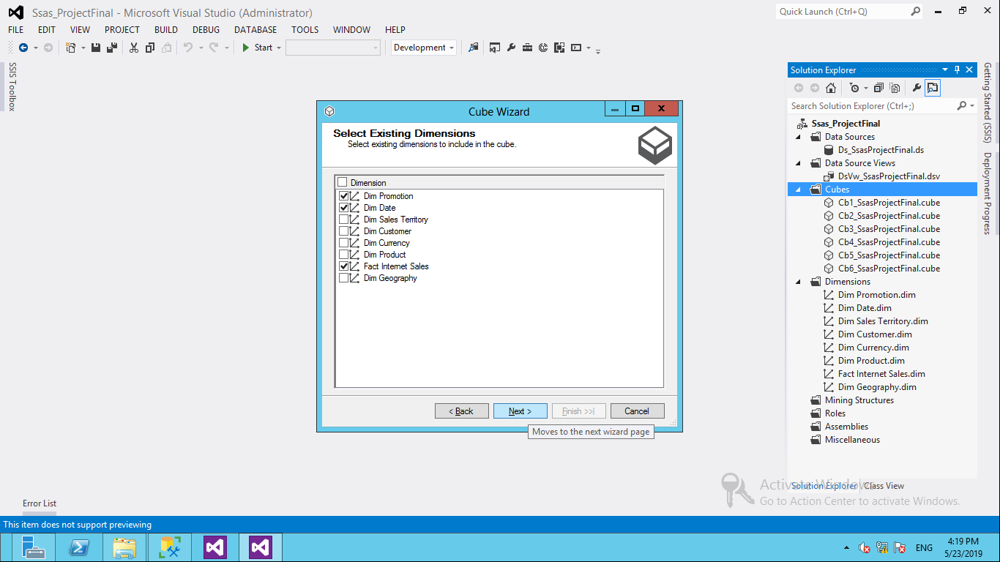 Ssas_ProjectFinal - Microsoft Visual Studio (Administrator)
Quick Launch (Ctrl+Q)
FILE EDIT VIEW PROJECT BUILD DEBUG DATABASE TOOLS WINDOW HELP
Start
Development
SSIS Toolbox
Cube Wizard
Select Existing Dimensions
Select existing dimensions to include in the cube.
Dimension
Dim Promotion
Dim Date
Dim Sales Territory
Dim Customer
Dim Currency
Dim Product
Fact Internet Sales
Dim Geography
< Back
Next >
Finish >>|
Cancel
Moves to the next wizard page
Solution Explorer
Search Solution Explorer (Ctrl+;)
Ssas_ProjectFinal
Data Sources
Ds_SsasProjectFinal.ds
Data Source Views
DsVw_SsasProjectFinal.dsv
Cubes
Cb1_SsasProjectFinal.cube
Cb2_SsasProjectFinal.cube
Cb3_SsasProjectFinal.cube
Cb4_SsasProjectFinal.cube
Cb5_SsasProjectFinal.cube
Cb6_SsasProjectFinal.cube
Dimensions
Dim Promotion.dim
Dim Date.dim
Dim Sales Territory.dim
Dim Customer.dim
Dim Currency.dim
Dim Product.dim
Fact Internet Sales.dim
Dim Geography.dim
Mining Structures
Roles
Assemblies
Miscellaneous
Solution Explorer Class View
Getting Started (SSIS)
Deployment Progress
Activate Windows
Go to Action Center to activate Windows.
Error List
This item does not support previewing
ENG
4:19 PM
5/23/2019